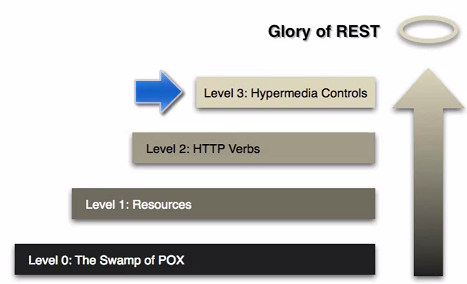 Glory of REST
Level 3: Hypermedia Controls
Level 2: HTTP Verbs
Level 1: Resources
Level 0: The Swamp of POX